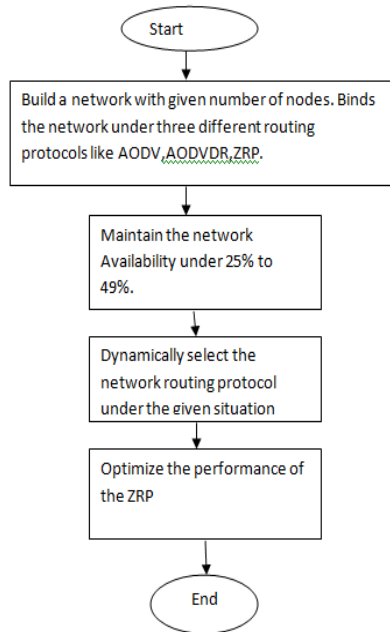 Start
Build a network with given number of nodes. Binds
the network under three different routing
protocols like AODV,AODVDR,ZRP.
Maintain the network
Availability under 25% to
49%.
Dynamically select the
network routing protocol
under the given situation
Optimize the performance of
the ZRP
End